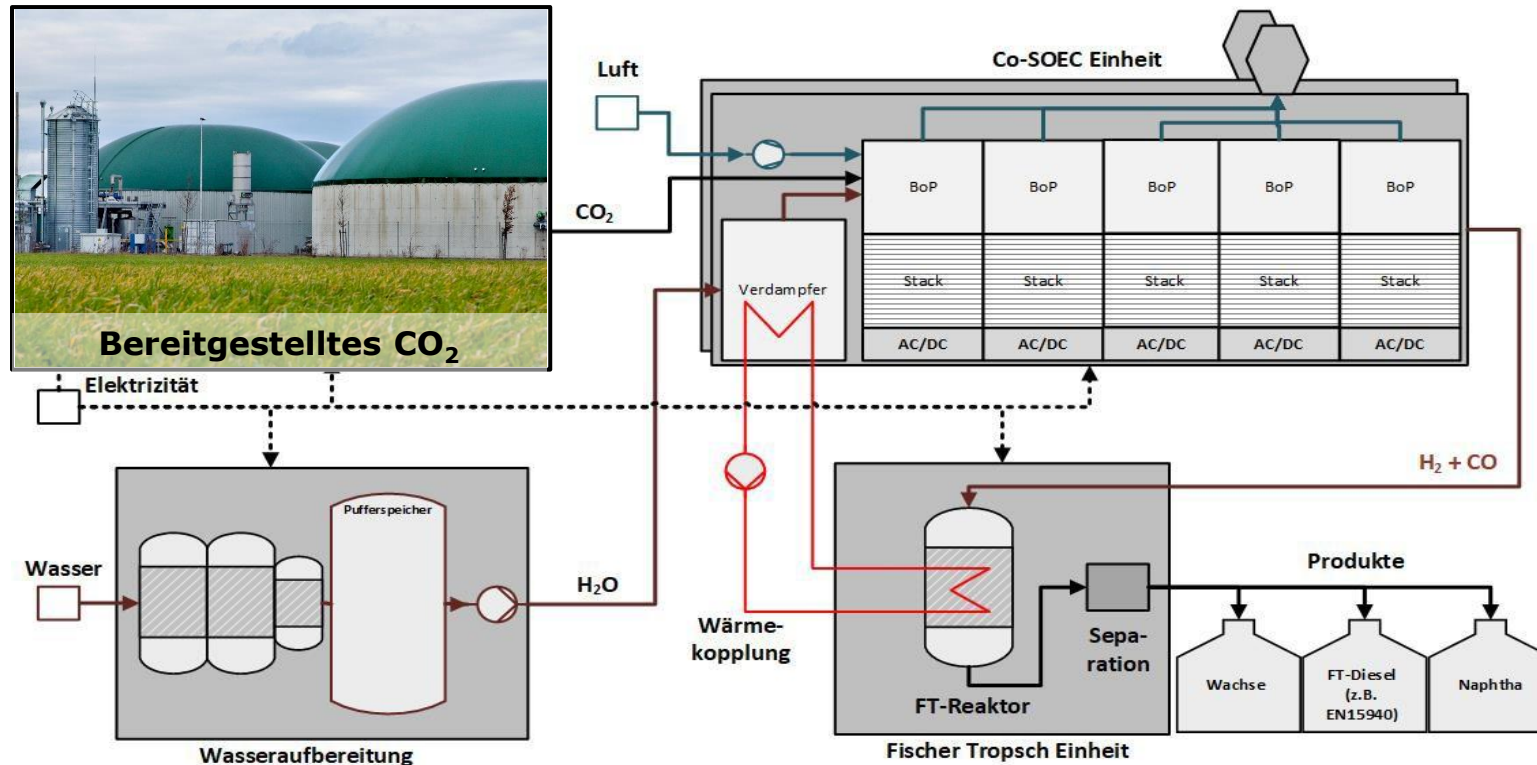 Luft
Co-SOEC Einheit
BoP
BoP
BoP
BoP
BoP
CO₂
Verdampfer
Stack
Stack
Stack
Stack
Stack
Bereitgestelltes CO₂
AC/DC
AC/DC
AC/DC
AC/DC
AC/DC
Elektrizität
H₂ + CO
Pufferspeicher
Wasser
H₂O
Produkte
Wärme-
kopplung
Sepa-
ration
Wachse
FT-Diesel
(z.B.
EN15940)
Naphtha
FT-Reaktor
Wasseraufbereitung
Fischer Tropsch Einheit